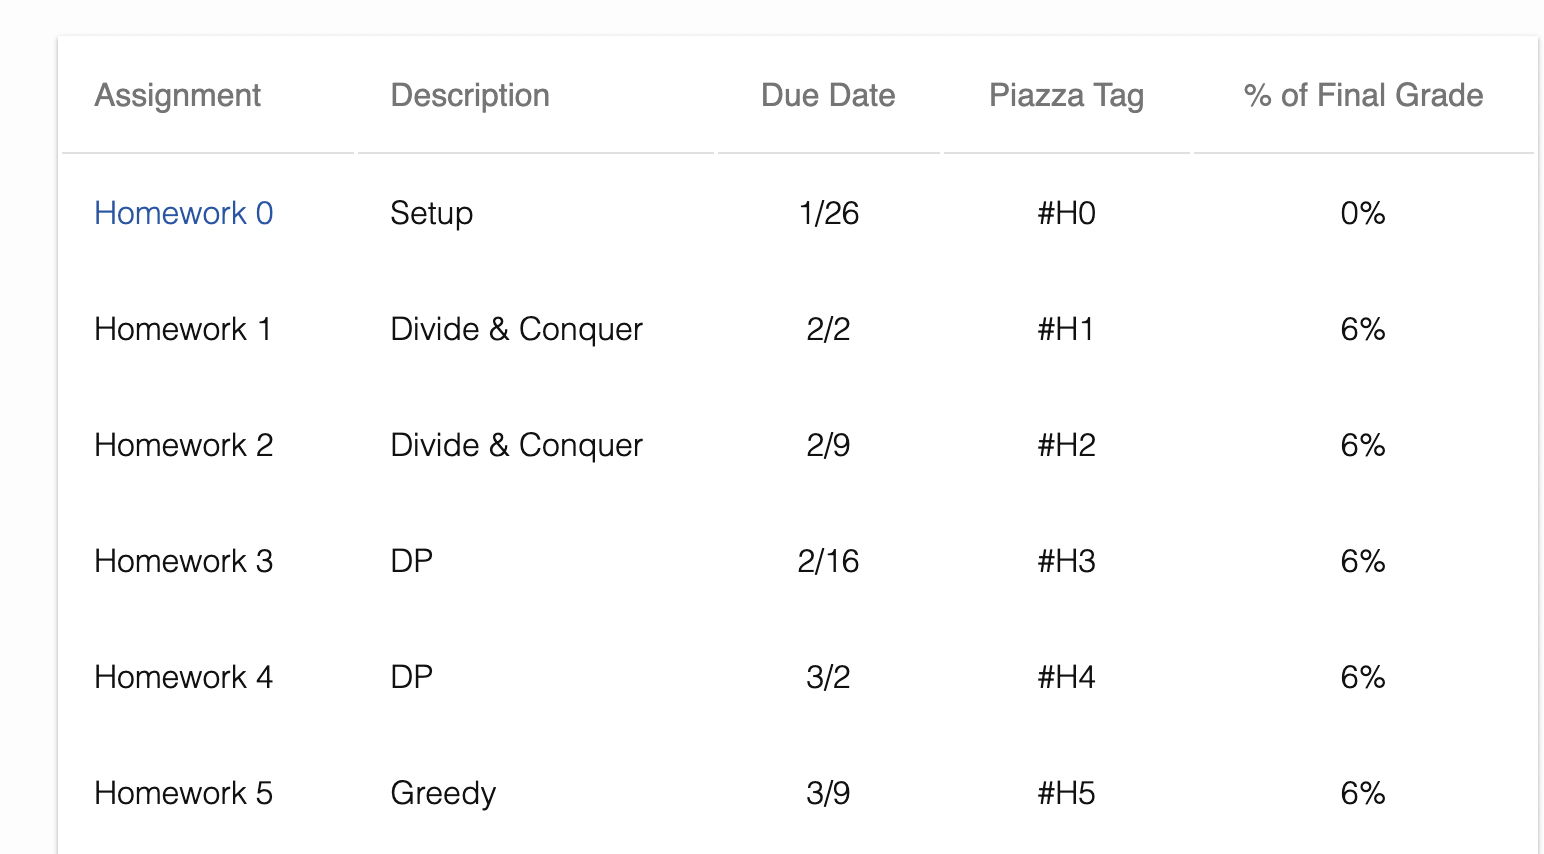 Assignment Description Due Date Piazza Tag % of Final Grade
Homework 0 Setup 1/26 #H0 0%
Homework 1 Divide & Conquer 2/2 #H1 6%
Homework 2 Divide & Conquer 2/9 #H2 6%
Homework 3 DP 2/16 #H3 6%
Homework 4 DP 3/2 #H4 6%
Homework 5 Greedy 3/9 #H5 6%